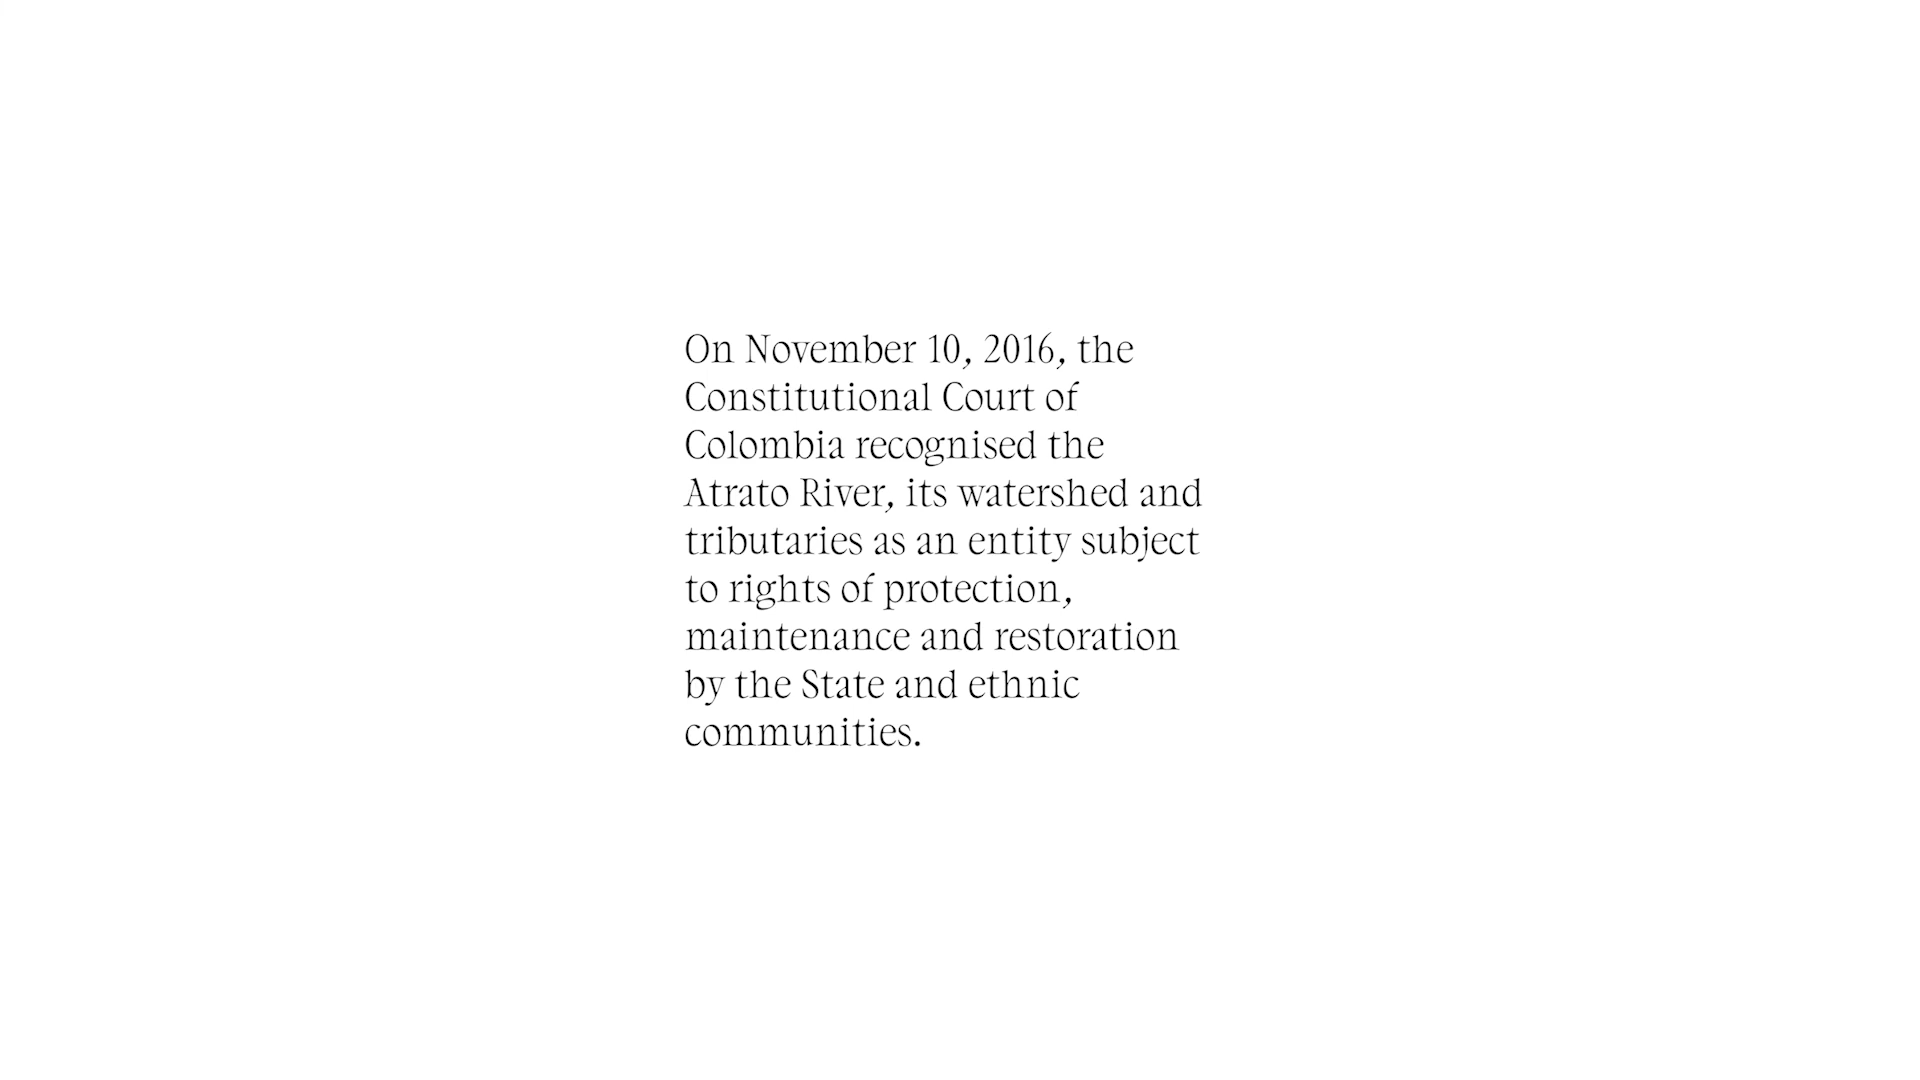 On November 10, 2016, the
Constitutional Court of
Colombia recognised the
Atrato River, its watershed and
tributaries as an entity subject
to rights of protection,
maintenance and restoration
by the State and ethnic
communities.